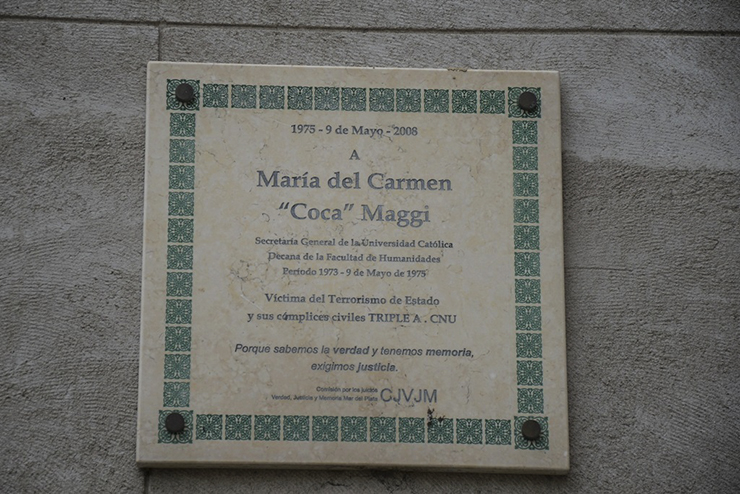 1975 - 9 de Mayo - 2008
A
María del Carmen
"Coca" Maggi
Secretaria General de la Universidad Católica
Decana de la Facultad de Humanidades
Período 1973 - 9 de Mayo de 1975
Víctima del Terrorismo de Estado
y sus cómplices civiles TRIPLE A . CNU
Porque sabemos la verdad y tenemos memoria,
exigimos justicia.
Comisión por los juicios
Verdad, Justicia y Memoria Mar del Plata CJVJM